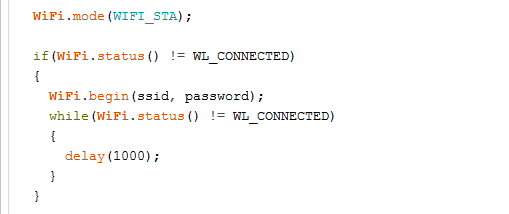 WiFi.mode(WIFI_STA);
if(WiFi.status() != WL_CONNECTED)
{
WiFi.begin(ssid, password);
while(WiFi.status() != WL_CONNECTED)
{
delay(1000);
}
}